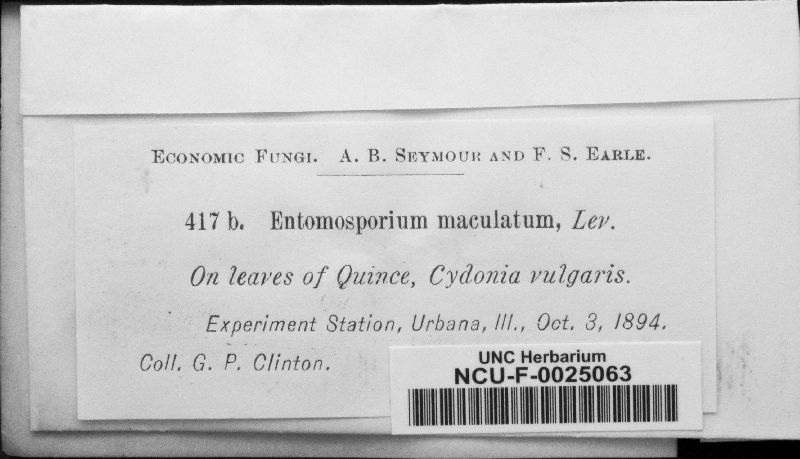 ECONOMIC FUNGI. A. B. SEYMOUR AND F. S. EARLE.
417 b. Entomosporium maculatum, Lev.
On leaves of Quince, Cydonia vulgaris.
Experiment Station, Urbana, Ill., Oct. 3, 1894.
Coll. G. P. Clinton.
UNC Herbarium
NCU-F-0025063